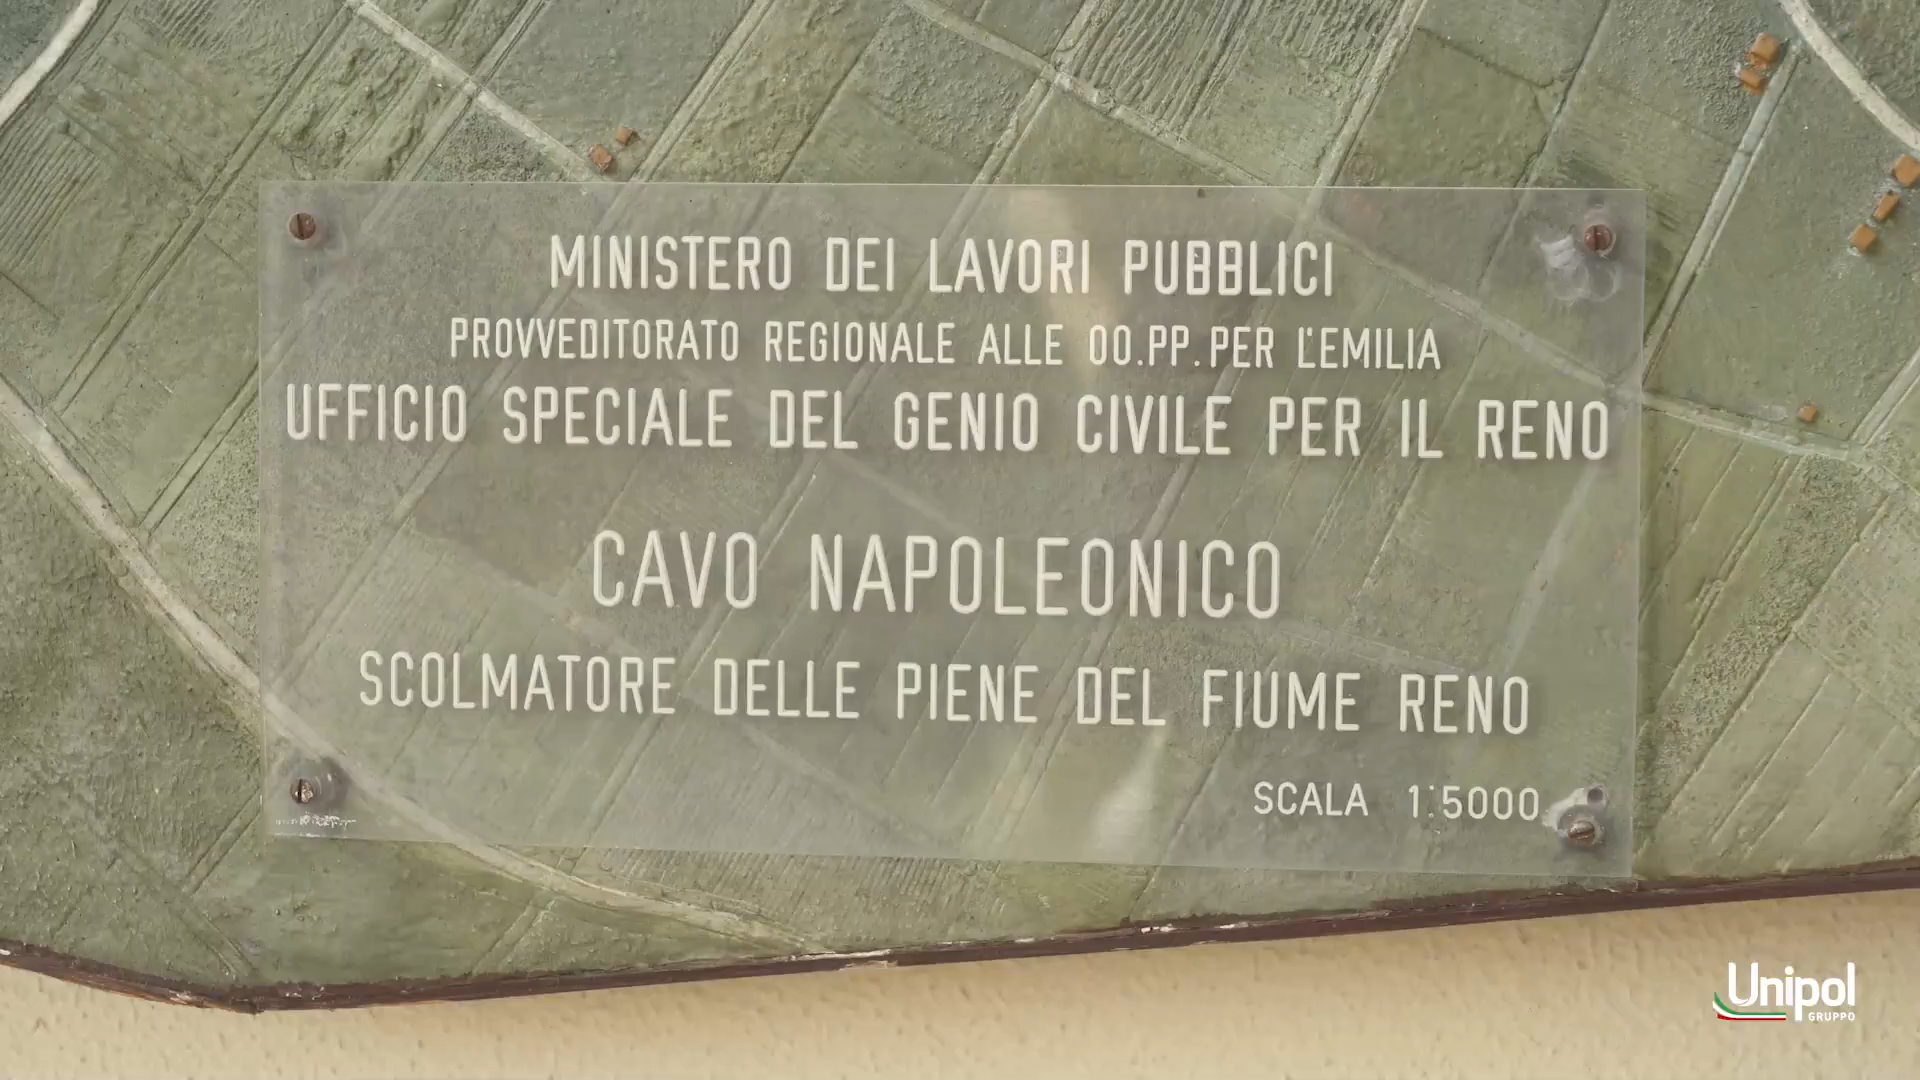 MINISTERO DEI LAVORI PUBBLICI
PROVVEDITORATO REGIONALE ALLE OO.PP. PER L'EMILIA
UFFICIO SPECIALE DEL GENIO CIVILE PER IL RENO
CAVO NAPOLEONICO
SCOLMATORE DELLE PIENE DEL FIUME RENO
SCALA 1:5000
Unipol
GRUPPO